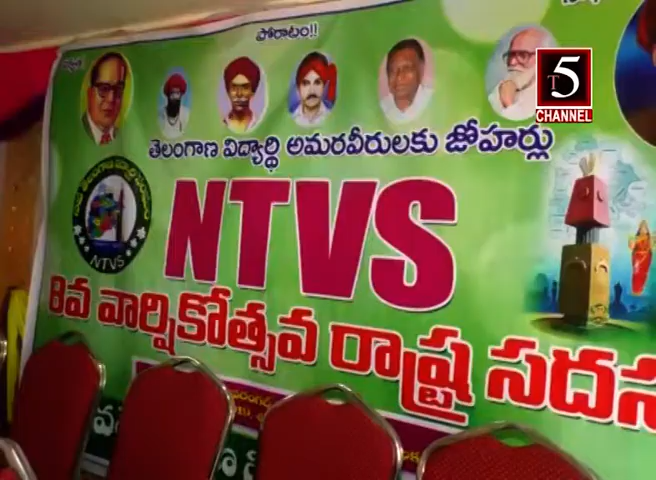 పోరాటం..!
T5
CHANNEL
తెలంగాణ విద్యార్థి అమరవీరులకు జోహార్లు
NTVS
NTVS
8వ వార్షికోత్సవ రాష్ట్ర సదస